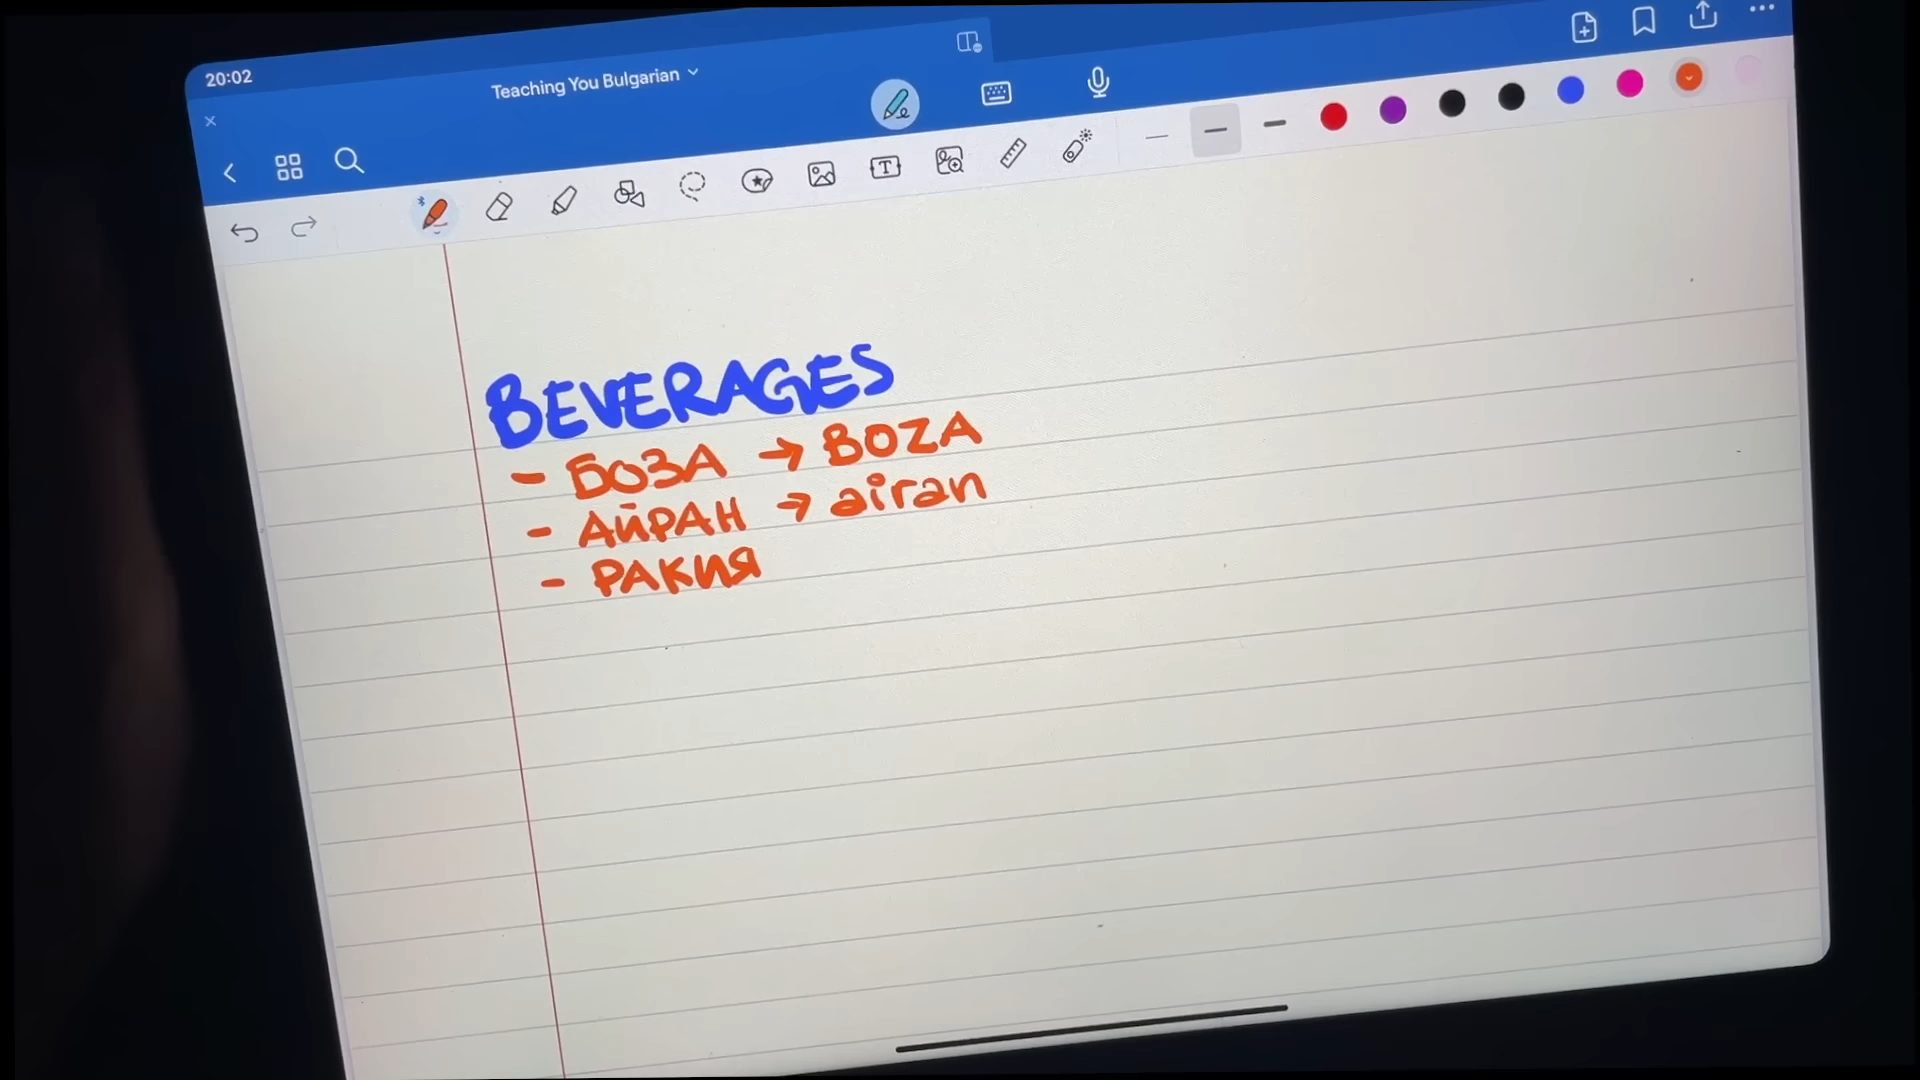 20:02
Teaching You Bulgarian
BEVERAGES
- БОЗА → BOZA
- АЙРАН → airan
- РАКИЯ